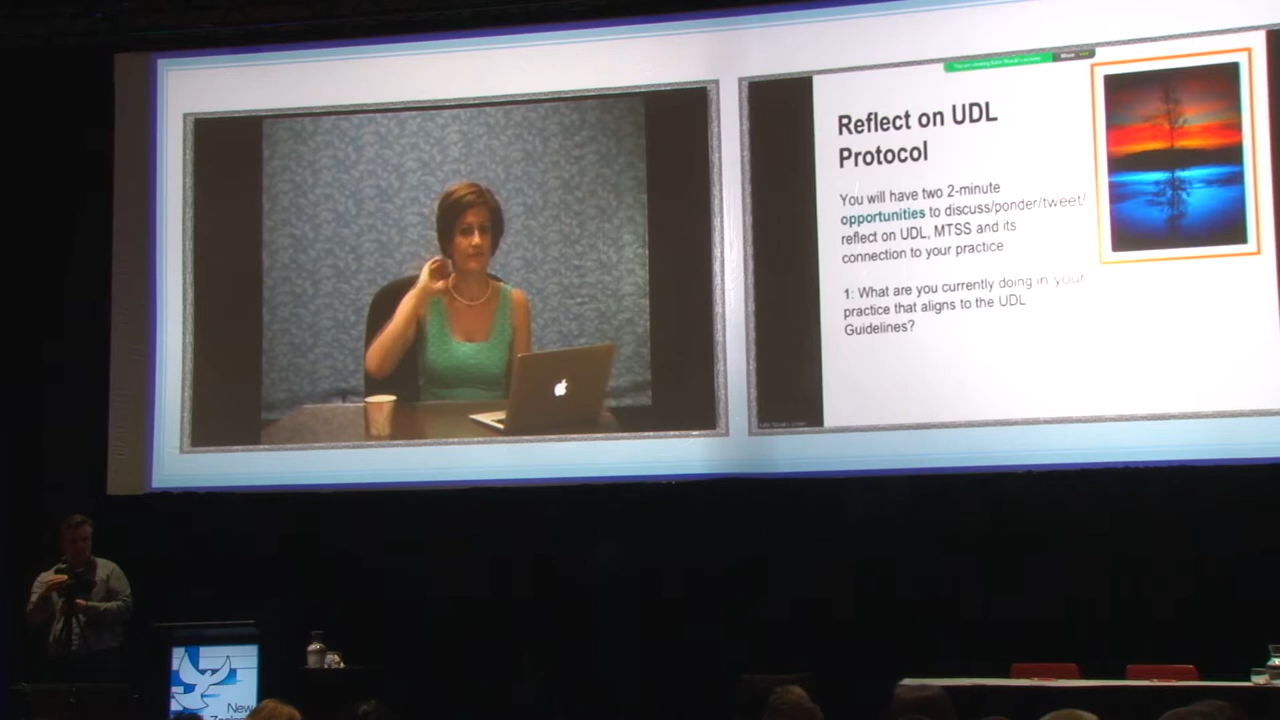 More
Reflect on UDL
Protocol
You will have two 2-minute
opportunities to discuss/ponder/tweet/
reflect on UDL, MTSS and its
connection to your practice
1: What are you currently doing in your
practice that aligns to the UDL
Guidelines?
New